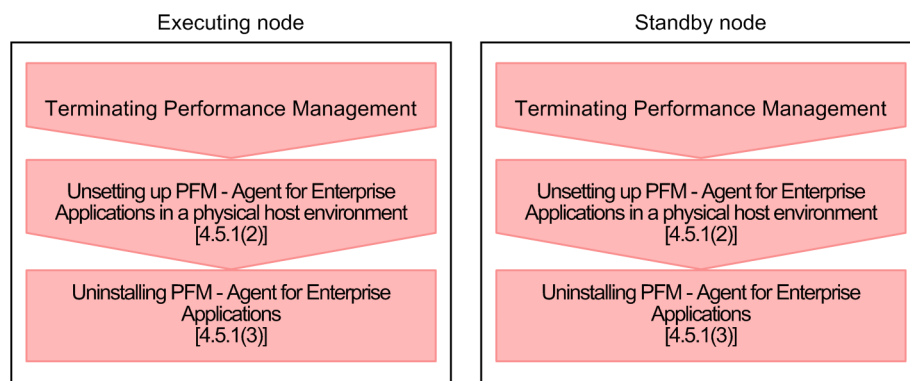 Executing node
Terminating Performance Management
Unsetting up PFM - Agent for Enterprise
Applications in a physical host environment
[4.5.1(2)]
Uninstalling PFM - Agent for Enterprise
Applications
[4.5.1(3)]
Standby node
Terminating Performance Management
Unsetting up PFM - Agent for Enterprise
Applications in a physical host environment
[4.5.1(2)]
Uninstalling PFM - Agent for Enterprise
Applications
[4.5.1(3)]